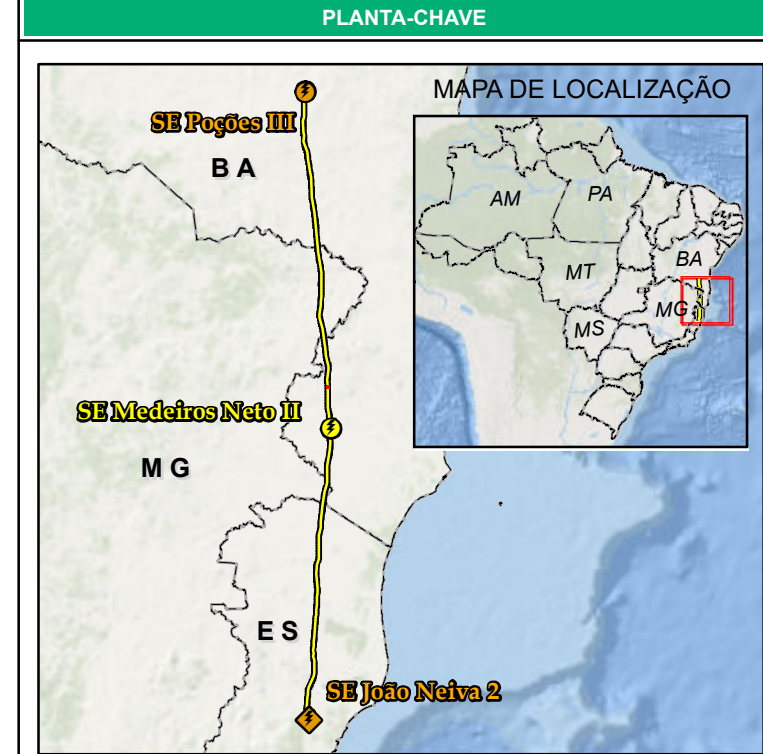 PLANTA-CHAVE
MAPA DE LOCALIZAÇÃO
SE Poções III
B A
AM
PA
BA
MT
MG
MS
SE Medeiros Neto II
M G
E S
SE João Neiva 2